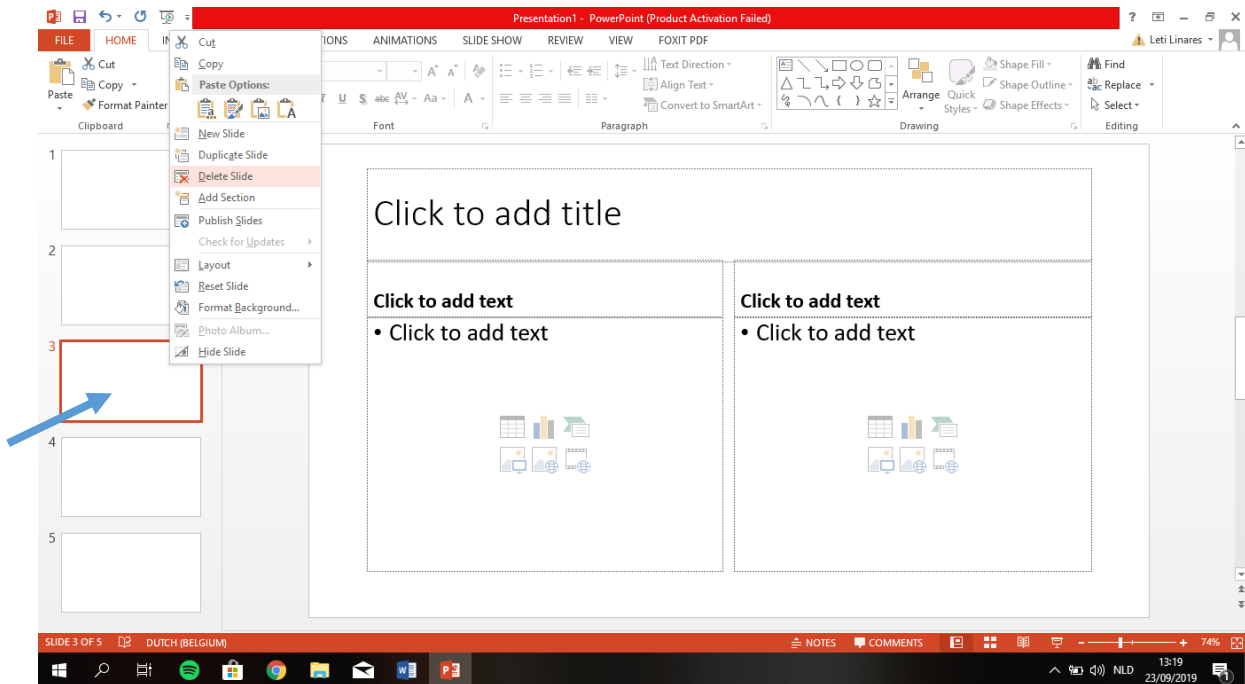 Presentation1 - PowerPoint (Product Activation Failed)
?
FILE HOME IONS ANIMATIONS SLIDE SHOW REVIEW VIEW FOXIT PDF Leti Linares
Paste
Cut
Copy
Format Painter
Clipboard
U S abc AV Aa A
Font
Text Direction
Align Text
Convert to SmartArt
Paragraph
Arrange
Quick Styles
Shape Fill
Shape Outline
Shape Effects
Drawing
Find
Replace
Select
Editing
Cut
Copy
Paste Options:
New Slide
Duplicate Slide
Delete Slide
Add Section
Publish Slides
Check for Updates
Layout
Reset Slide
Format Background...
Photo Album...
Hide Slide
1
2
3
4
5
Click to add title
Click to add text
• Click to add text
Click to add text
• Click to add text
SLIDE 3 OF 5 DUTCH (BELGIUM) NOTES COMMENTS 74%
NLD 13:19
23/09/2019